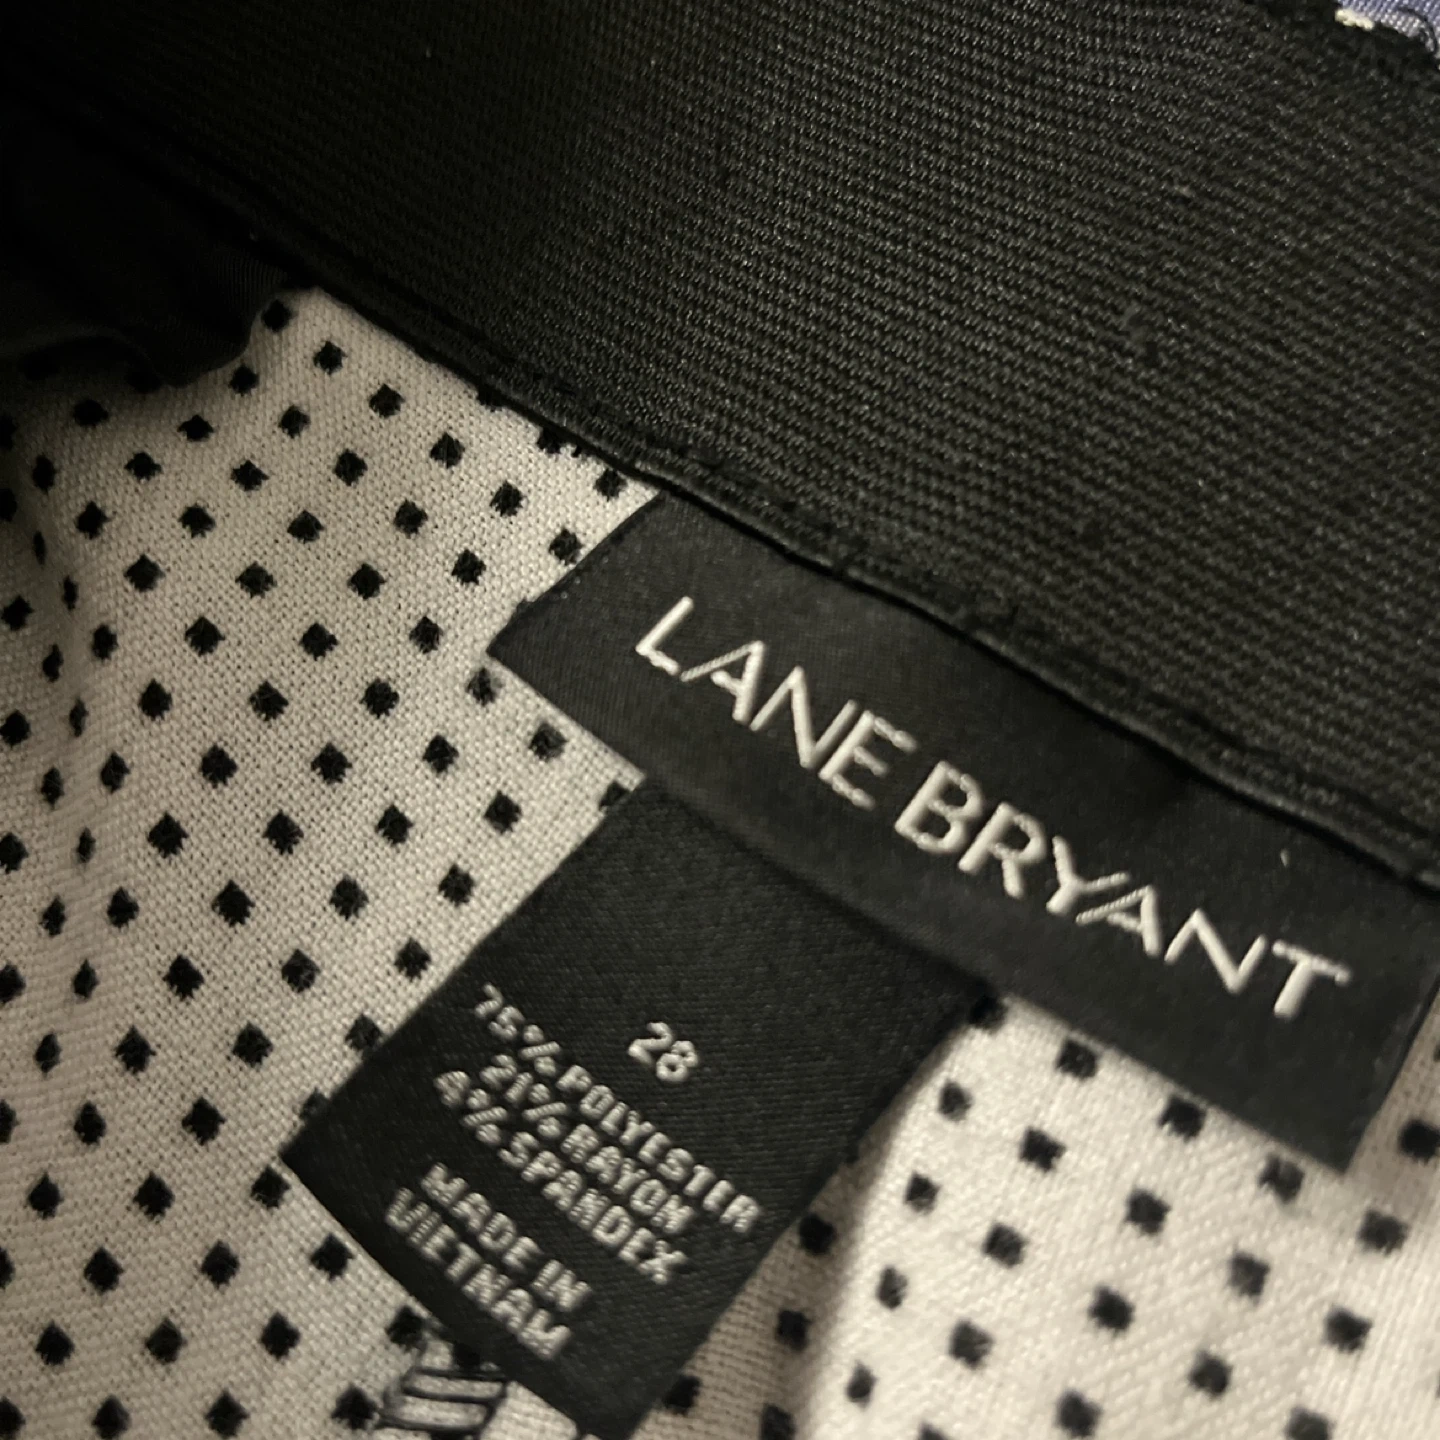 LANE BRYANT
28
75% POLYESTER
21% RAYON
4% SPANDEX
MADE IN
VIETNAM